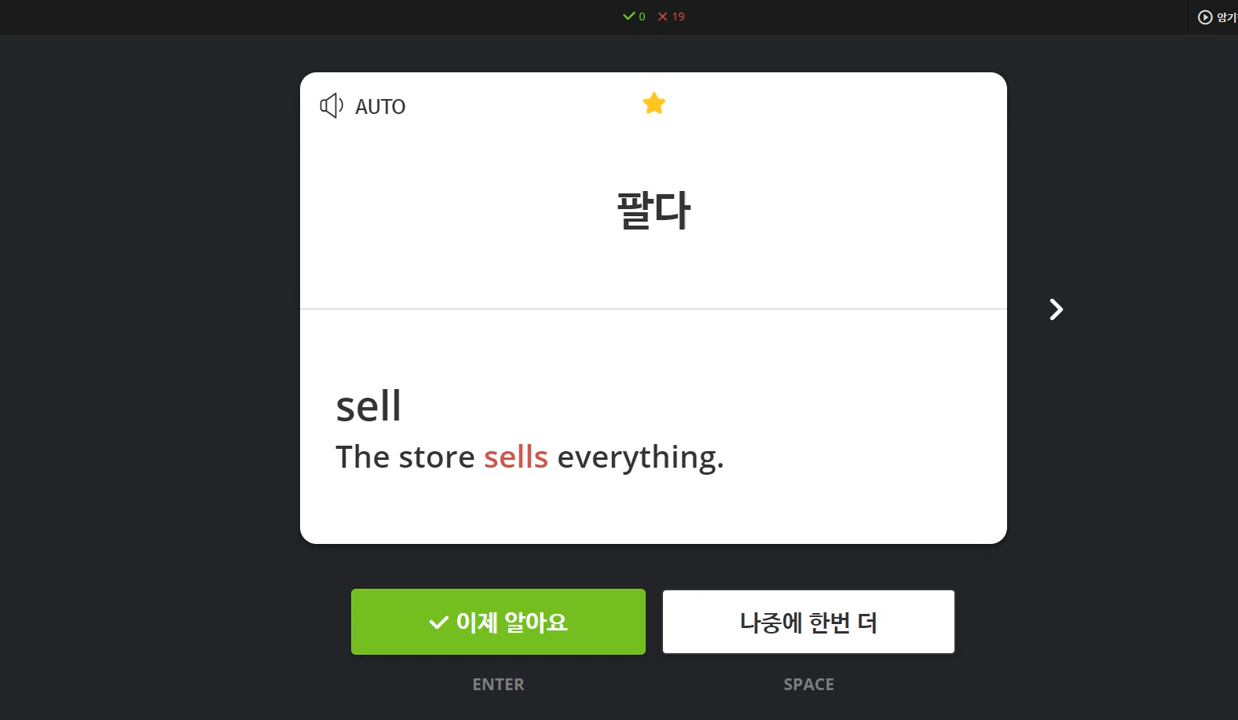 0 19
암기
AUTO
팔다
sell
The store sells everything.
이제 알아요
나중에 한번 더
ENTER
SPACE